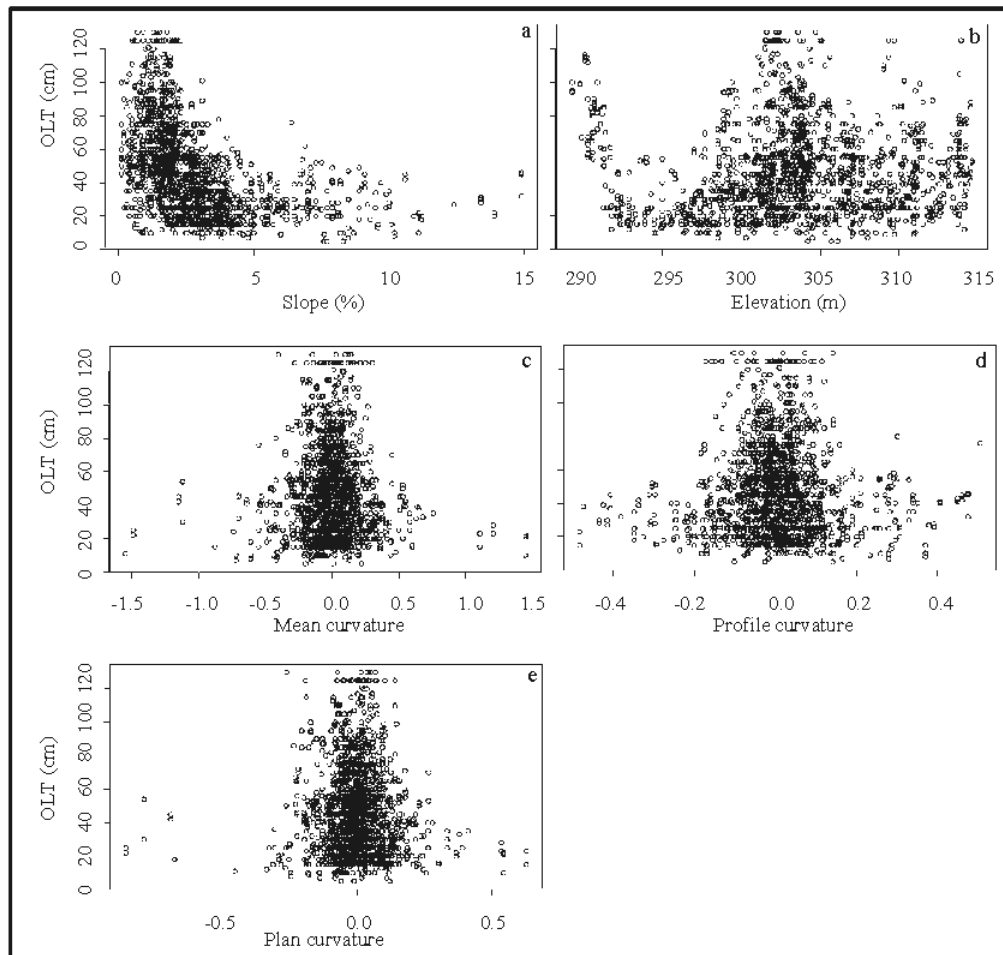 a
OLT (cm)
0 20 40 60 80 100 120
0 5 10 15
Slope (%)
b
290 295 300 305 310 315
Elevation (m)
c
OLT (cm)
0 20 40 60 80 100 120
-1.5 -1.0 -0.5 0.0 0.5 1.0 1.5
Mean curvature
d
-0.4 -0.2 0.0 0.2 0.4
Profile curvature
e
OLT (cm)
0 20 40 60 80 100 120
-0.5 0.0 0.5
Plan curvature